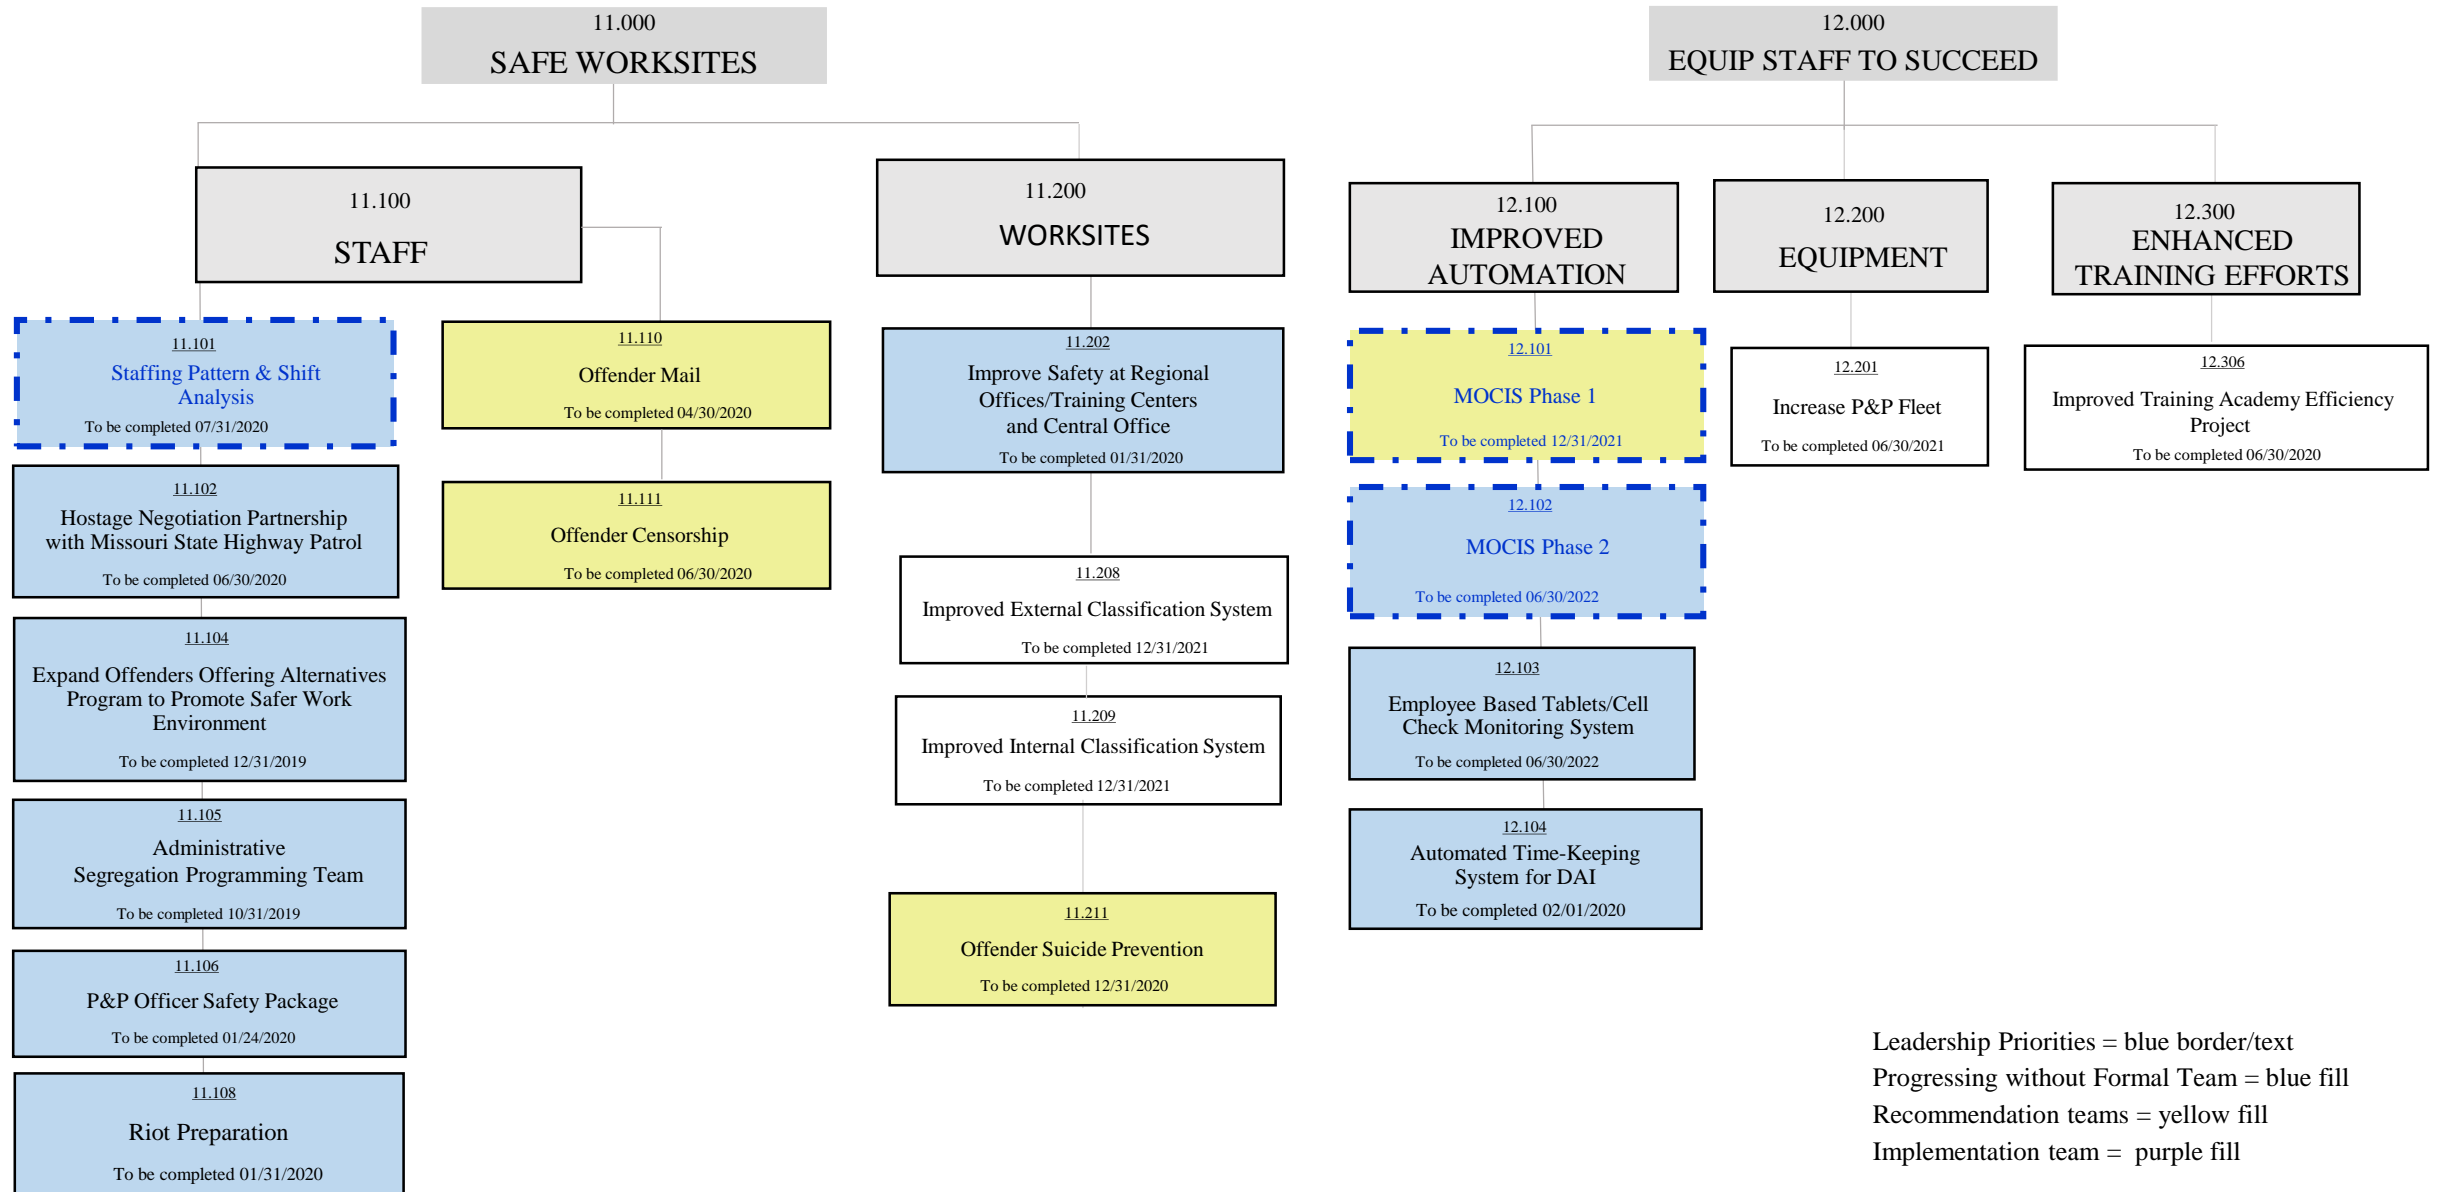 11.000
SAFE WORKSITES
11.100
STAFF
11.101
Staffing Pattern & Shift
Analysis
To be completed 07/31/2020
11.102
Hostage Negotiation Partnership
with Missouri State Highway Patrol
To be completed 06/30/2020
11.104
Expand Offenders Offering Alternatives
Program to Promote Safer Work
Environment
To be completed 12/31/2019
11.105
Administrative
Segregation Programming Team
To be completed 10/31/2019
11.106
P&P Officer Safety Package
To be completed 01/24/2020
11.108
Riot Preparation
To be completed 01/31/2020
11.110
Offender Mail
To be completed 04/30/2020
11.111
Offender Censorship
To be completed 06/30/2020
11.200
WORKSITES
11.202
Improve Safety at Regional
Offices/Training Centers
and Central Office
To be completed 01/31/2020
11.208
Improved External Classification System
To be completed 12/31/2021
11.209
Improved Internal Classification System
To be completed 12/31/2021
11.211
Offender Suicide Prevention
To be completed 12/31/2020
12.000
EQUIP STAFF TO SUCCEED
12.100
IMPROVED
AUTOMATION
12.101
MOCIS Phase 1
To be completed 12/31/2021
12.102
MOCIS Phase 2
To be completed 06/30/2022
12.103
Employee Based Tablets/Cell
Check Monitoring System
To be completed 06/30/2022
12.104
Automated Time-Keeping
System for DAI
To be completed 02/01/2020
12.200
EQUIPMENT
12.201
Increase P&P Fleet
To be completed 06/30/2021
12.300
ENHANCED
TRAINING EFFORTS
12.306
Improved Training Academy Efficiency
Project
To be completed 06/30/2020
Leadership Priorities = blue border/text
Progressing without Formal Team = blue fill
Recommendation teams = yellow fill
Implementation team = purple fill